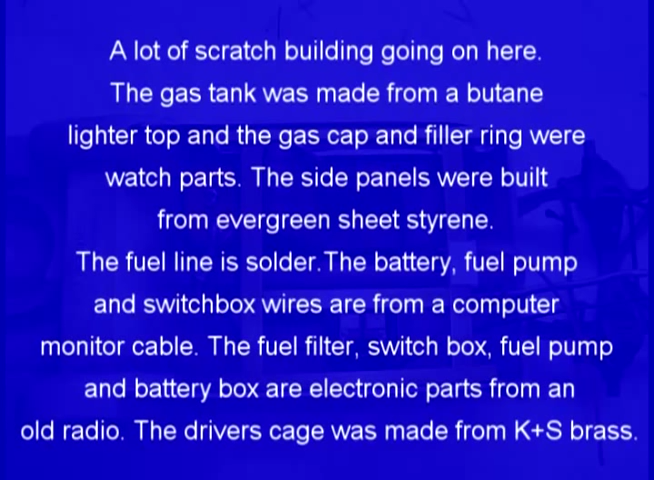 A lot of scratch building going on here.
The gas tank was made from a butane
lighter top and the gas cap and filler ring were
watch parts. The side panels were built
from evergreen sheet styrene.
The fuel line is solder.The battery, fuel pump
and switchbox wires are from a computer
monitor cable. The fuel filter, switch box, fuel pump
and battery box are electronic parts from an
old radio. The drivers cage was made from K+S brass.